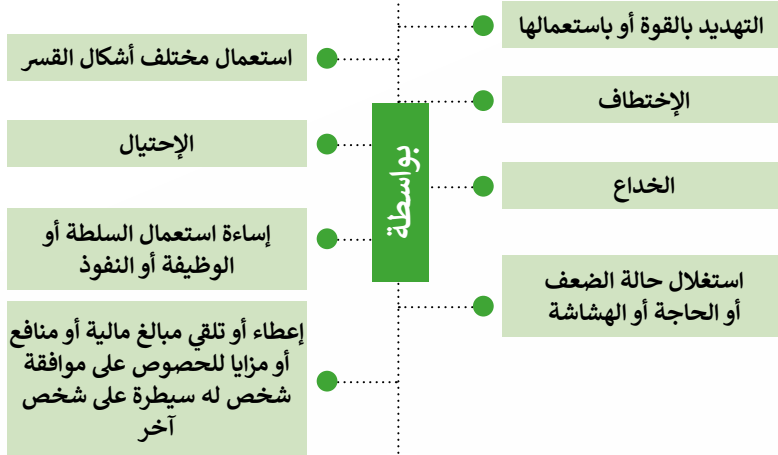 التهديد بالقوة أو باستعمالها
استعمال مختلف أشكال القسر
الإختطاف
الإحتيال
بواسطة
الخداع
إساءة استعمال السلطة أو
الوظيفة أو النفوذ
استغلال حالة الضعف
أو الحاجة أو الهشاشة
إعطاء أو تلقي مبالغ مالية أو منافع
أو مزايا للحصوص على موافقة
شخص له سيطرة على شخص
آخر